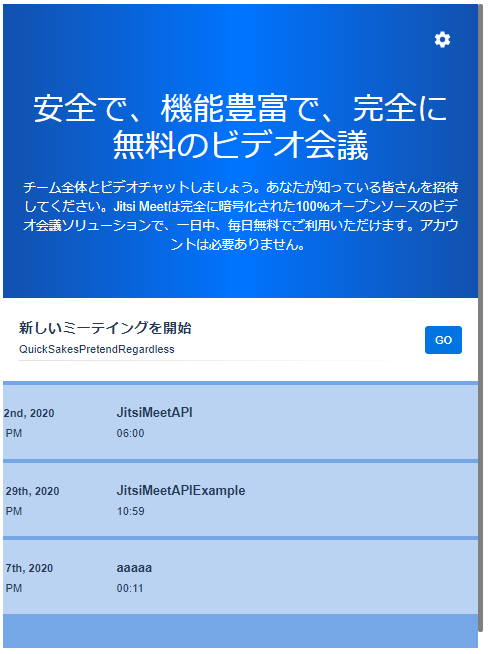 安全で、機能豊富で、完全に
無料のビデオ会議
チーム全体とビデオチャットしましょう。あなたが知っている皆さんを招待
してください。Jitsi Meetは完全に暗号化された100%オープンソースのビデ
オ会議ソリューションで、一日中、毎日無料でご利用いただけます。アカウ
ントは必要ありません。
新しいミーテイングを開始
QuickSakesPretendRegardless
GO
2nd, 2020 JitsiMeetAPI
PM 06:00
29th, 2020 JitsiMeetAPIExample
PM 10:59
7th, 2020 aaaaa
PM 00:11